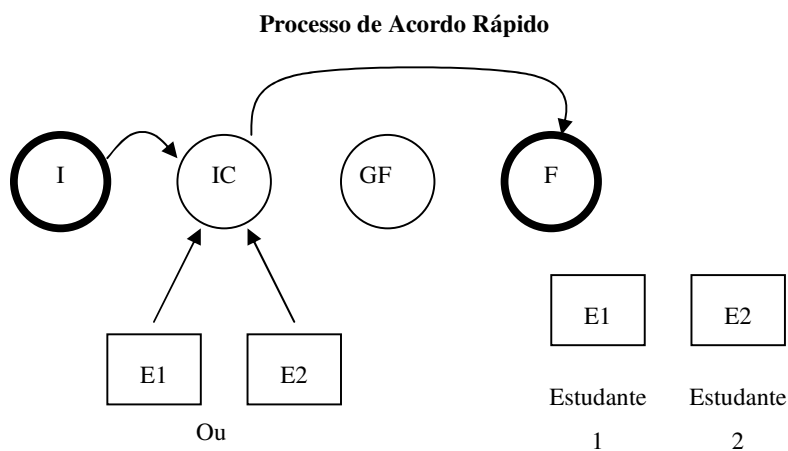 Processo de Acordo Rápido
I IC GF F
E1 E2
E1 E2
Ou
Estudante Estudante
1 2